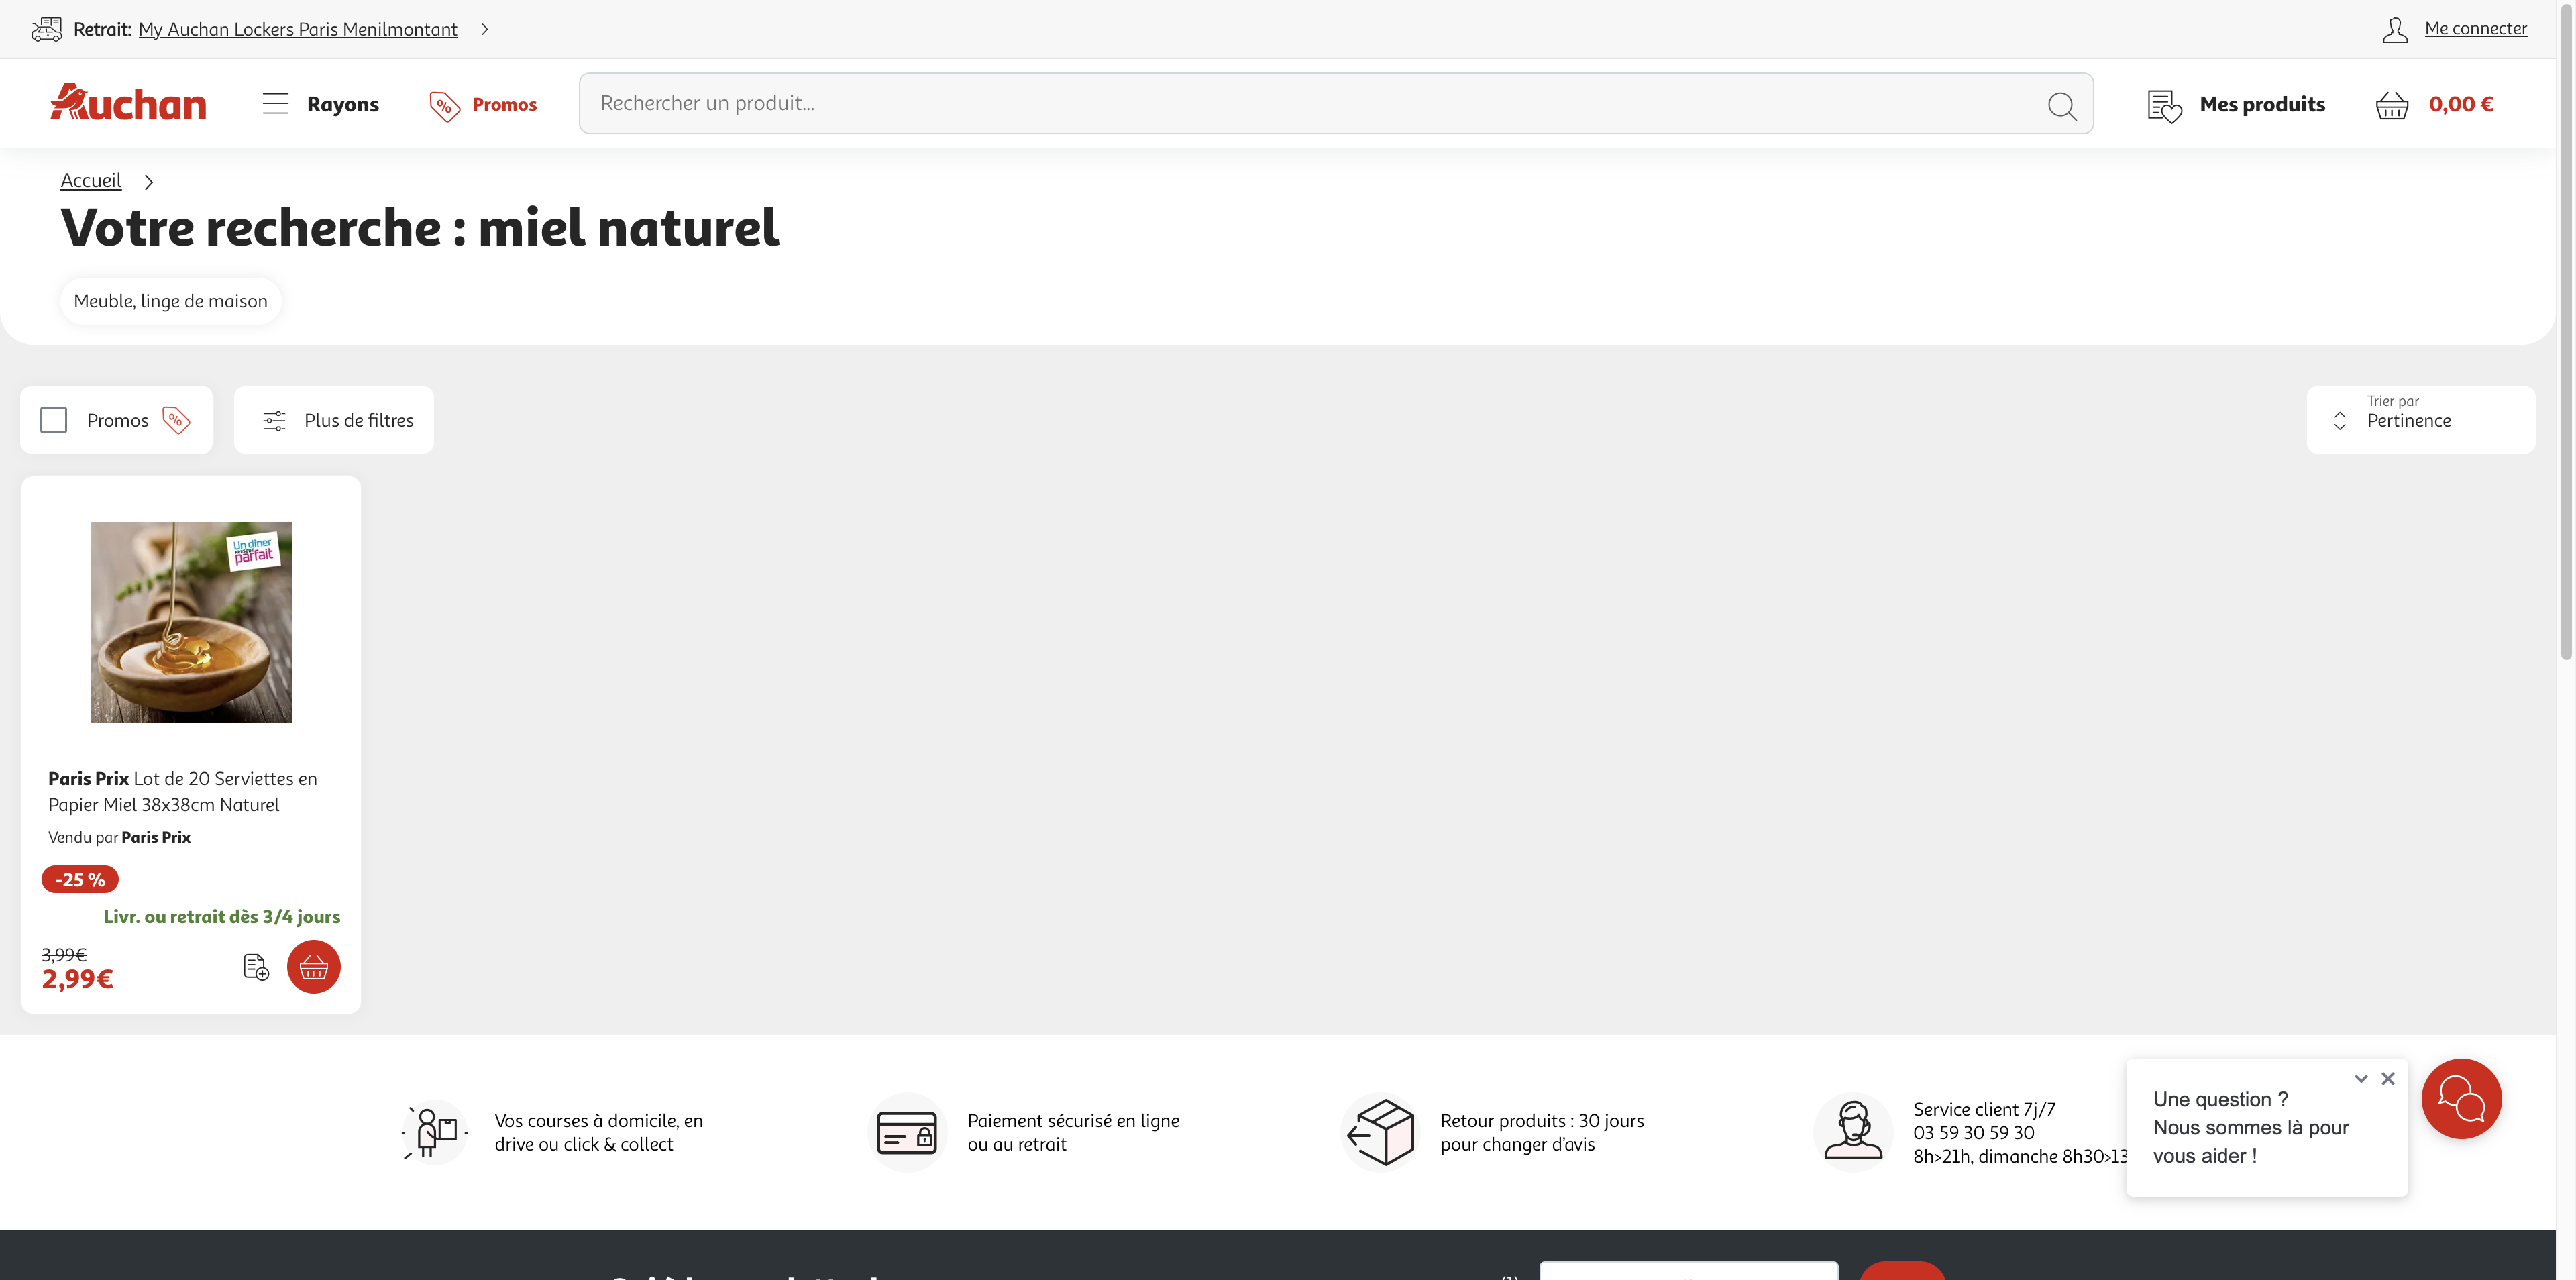 Retrait: My Auchan Lockers Paris Menilmontant
Me connecter
Auchan
Rayons
Promos
Rechercher un produit...
Mes produits
0,00 €
Accueil
Votre recherche : miel naturel
Meuble, linge de maison
Promos
Plus de filtres
Trier par
Pertinence
Un dîner
presque
parfait
Paris Prix Lot de 20 Serviettes en
Papier Miel 38x38cm Naturel
Vendu par Paris Prix
-25 %
Livr. ou retrait dès 3/4 jours
3,99€
2,99€
Vos courses à domicile, en
drive ou click & collect
Paiement sécurisé en ligne
ou au retrait
Retour produits : 30 jours
pour changer d'avis
Service client 7j/7
03 59 30 59 30
8h>21h, dimanche 8h30>13
Une question ?
Nous sommes là pour
vous aider !